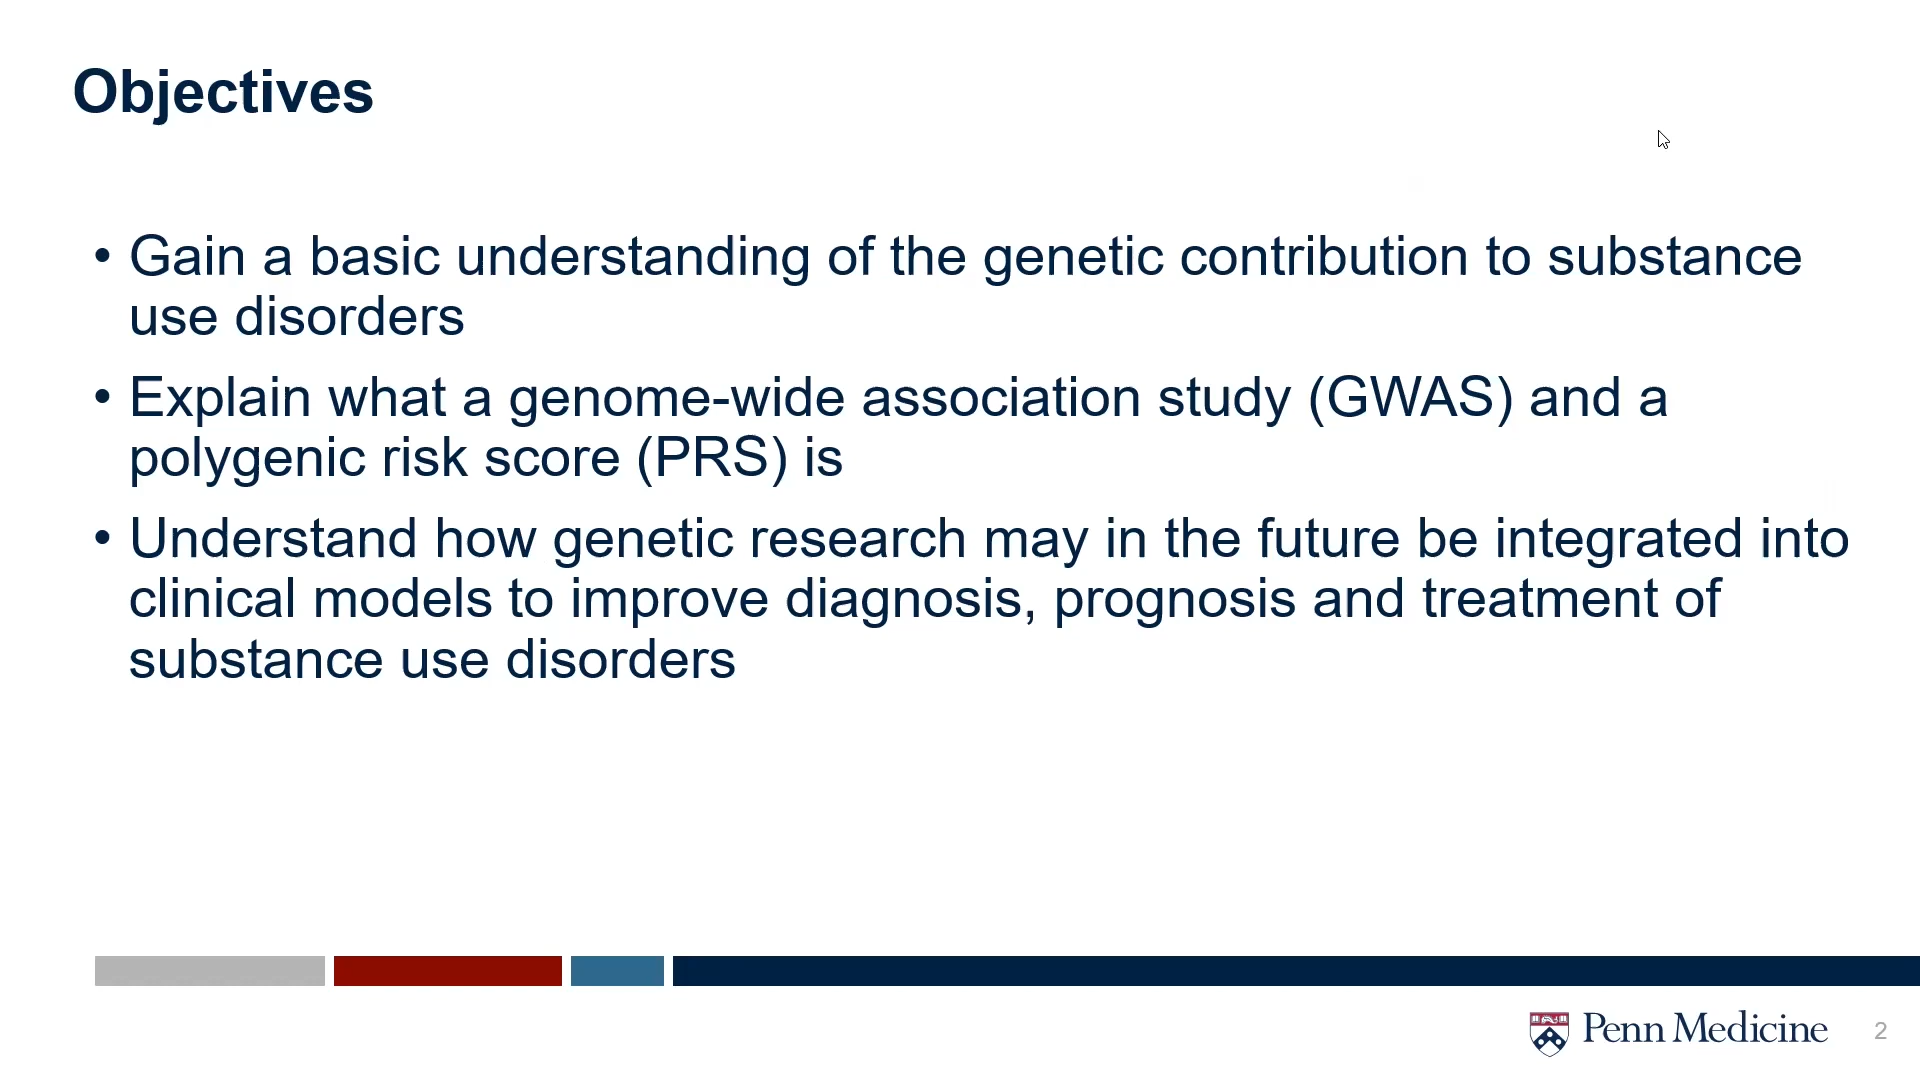 Objectives
• Gain a basic understanding of the genetic contribution to substance
use disorders
• Explain what a genome-wide association study (GWAS) and a
polygenic risk score (PRS) is
• Understand how genetic research may in the future be integrated into
clinical models to improve diagnosis, prognosis and treatment of
substance use disorders
Penn Medicine
2